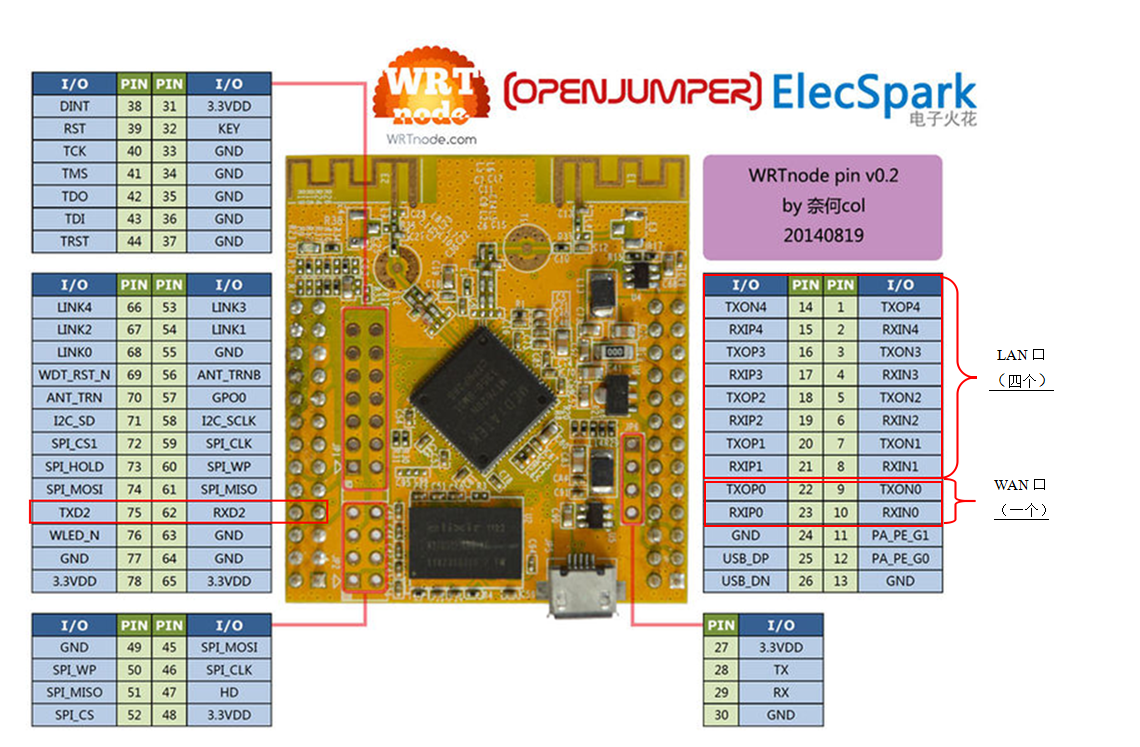 WRT
node
WRTnode.com
(OPENJUMPER)
ElecSpark
电子火花
WRTnode pin v0.2
by 奈何col
20140819
I/O PIN PIN I/O
DINT 38 31 3.3VDD
RST 39 32 KEY
TCK 40 33 GND
TMS 41 34 GND
TDO 42 35 GND
TDI 43 36 GND
TRST 44 37 GND
I/O PIN PIN I/O
LINK4 66 53 LINK3
LINK2 67 54 LINK1
LINK0 68 55 GND
WDT_RST_N 69 56 ANT_TRNB
ANT_TRN 70 57 GPO0
I2C_SD 71 58 I2C_SCLK
SPI_CS1 72 59 SPI_CLK
SPI_HOLD 73 60 SPI_WP
SPI_MOSI 74 61 SPI_MISO
TXD2 75 62 RXD2
WLED_N 76 63 GND
GND 77 64 GND
3.3VDD 78 65 3.3VDD
I/O PIN PIN I/O
GND 49 45 SPI_MOSI
SPI_WP 50 46 SPI_CLK
SPI_MISO 51 47 HD
SPI_CS 52 48 3.3VDD
I/O PIN PIN I/O
TXON4 14 1 TXOP4
RXIP4 15 2 RXIN4
TXOP3 16 3 TXON3
RXIP3 17 4 RXIN3
TXOP2 18 5 TXON2
RXIP2 19 6 RXIN2
TXOP1 20 7 TXON1
RXIP1 21 8 RXIN1
TXOP0 22 9 TXON0
RXIP0 23 10 RXIN0
GND 24 11 PA_PE_G1
USB_DP 25 12 PA_PE_G0
USB_DN 26 13 GND
LAN 口
（四个）
WAN 口
（一个）
PIN I/O
27 3.3VDD
28 TX
29 RX
30 GND